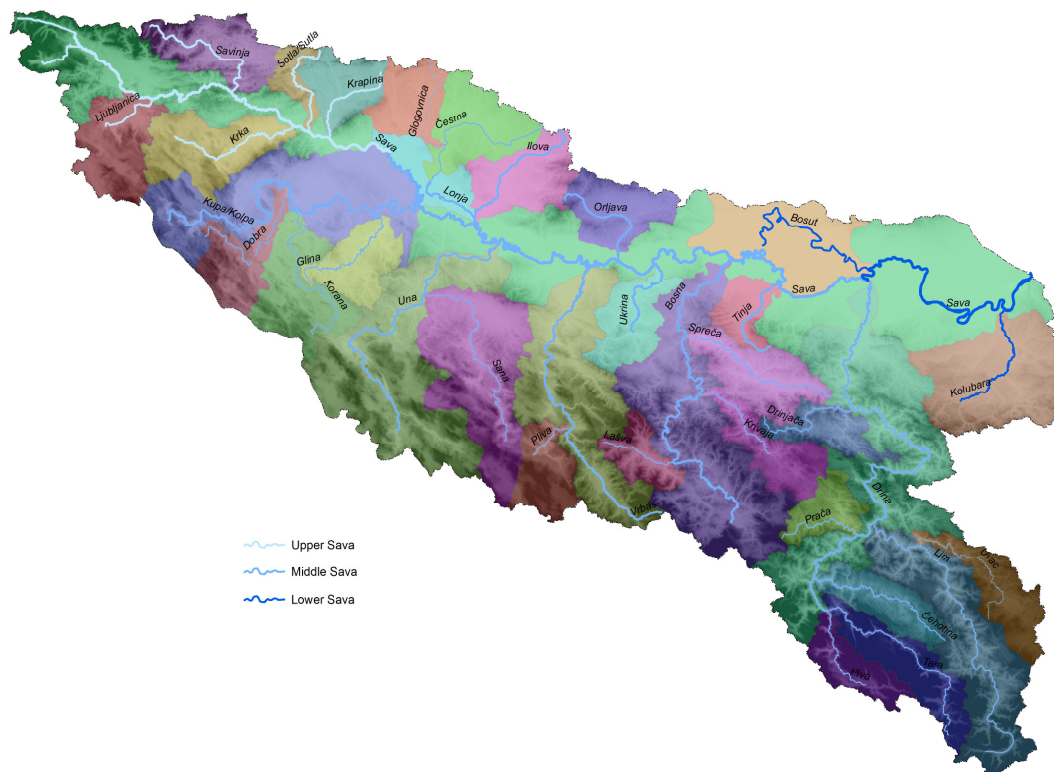 Savinja
Sotla/Sutla
Krapina
Glogovnica
Ljubljanica
Krka
Sava
Česma
Ilova
Lonja
Kupa/Kolpa
Dobra
Orljava
Bosut
Glina
Korana
Una
Sava
Sava
Bosna
Ukrina
Tinja
Spreča
Sana
Kolubara
Drinjača
Krivaja
Pliva
Lašva
Vrbas
Drina
Prača
Lim
Uvac
Ćehotina
Tara
Piva
Upper Sava
Middle Sava
Lower Sava